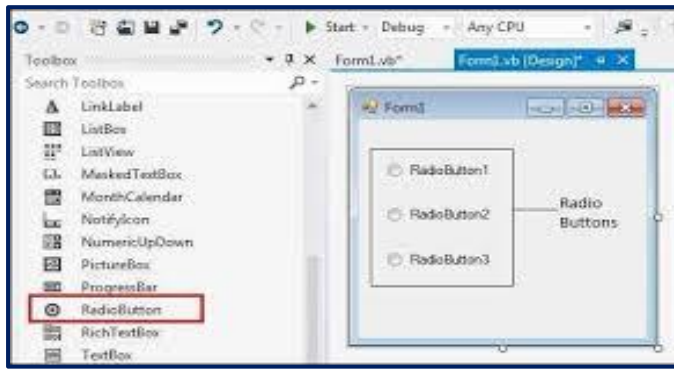 Start
Debug
Any CPU
Toolbox
Form1.vb*
Form1.vb [Design]*
Search Toolbox
LinkLabel
ListBox
ListView
MaskedTextBox
MonthCalendar
NotifyIcon
NumericUpDown
PictureBox
ProgressBar
RadioButton
RichTextBox
TextBox
Form1
RadioButton1
RadioButton2
RadioButton3
Radio
Buttons